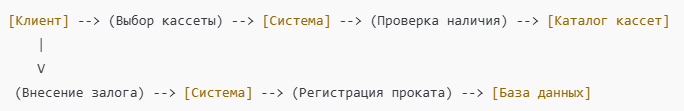 [Клиент] --> (Выбор кассеты) --> [Система] --> (Проверка наличия) --> [Каталог кассет]
|
V
(Внесение залога) --> [Система] --> (Регистрация проката) --> [База данных]